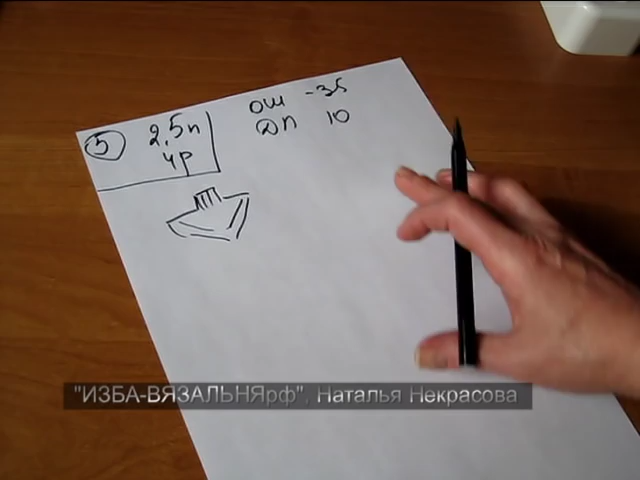 5 2,5п
4р
ОШ -35
ДП 10
"ИЗБА-ВЯЗАЛЬНЯрф", Наталья Некрасова